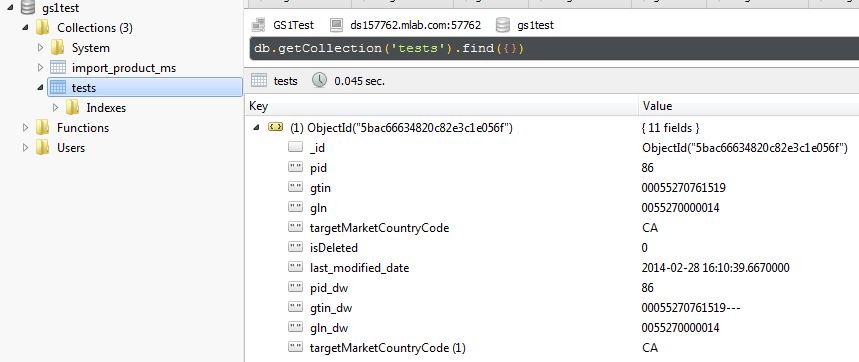 gs1test
Collections (3)
System
import_product_ms
tests
Indexes
Functions
Users
GS1Test ds157762.mlab.com:57762 gs1test
db.getCollection('tests').find({})
tests 0.045 sec.
Key Value
(1) ObjectId("5bac66634820c82e3c1e056f") { 11 fields }
_id ObjectId("5bac66634820c82e3c1e056f")
pid 86
gtin 00055270761519
gln 0055270000014
targetMarketCountryCode CA
isDeleted 0
last_modified_date 2014-02-28 16:10:39.6670000
pid_dw 86
gtin_dw 00055270761519---
gln_dw 0055270000014
targetMarketCountryCode (1) CA